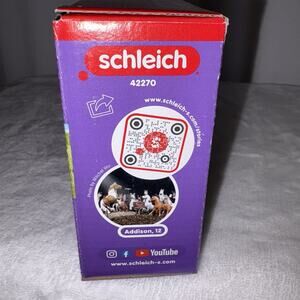 schleich
42270
www.schleich-s.com/stories
Addison, 12
YouTube
www.schleich-s.com